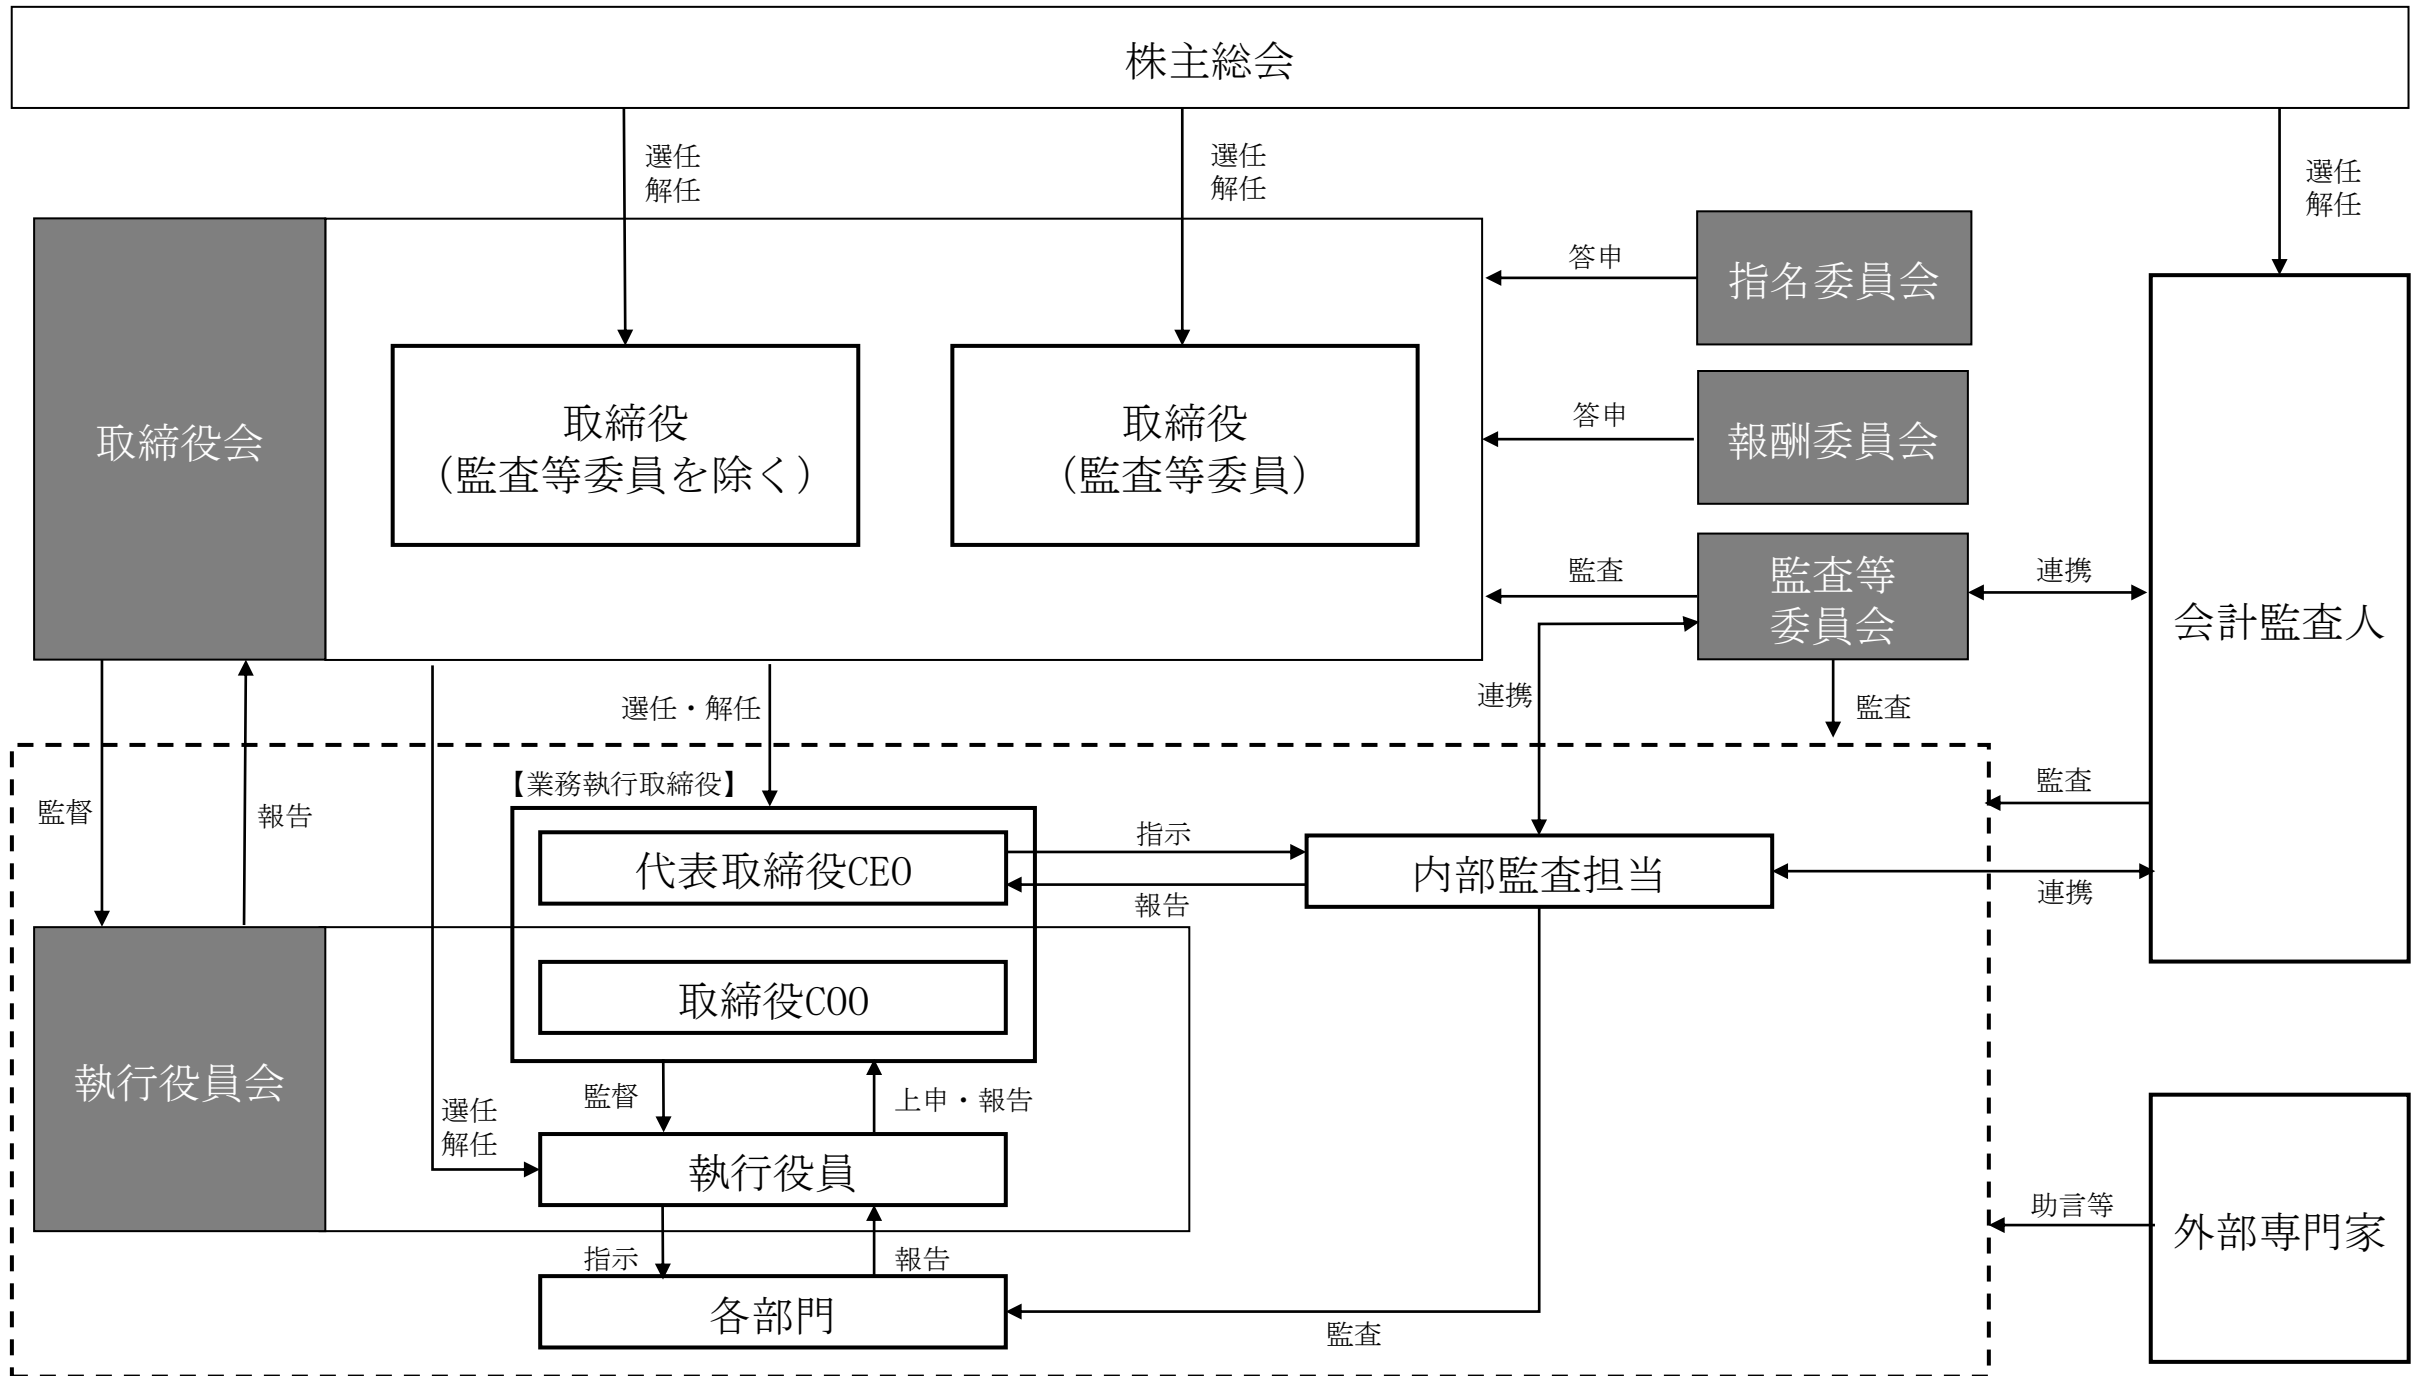 株主総会
選任
解任
選任
解任
選任
解任
取締役会
取締役
(監査等委員を除く)
取締役
(監査等委員)
答申
指名委員会
答申
報酬委員会
監査
監査等
委員会
連携
会計監査人
選任・解任
連携
監査
監督
報告
【業務執行取締役】
代表取締役CEO
指示
報告
内部監査担当
監査
連携
取締役COO
執行役員会
監督
上申・報告
選任
解任
執行役員
指示
報告
各部門
監査
助言等
外部専門家